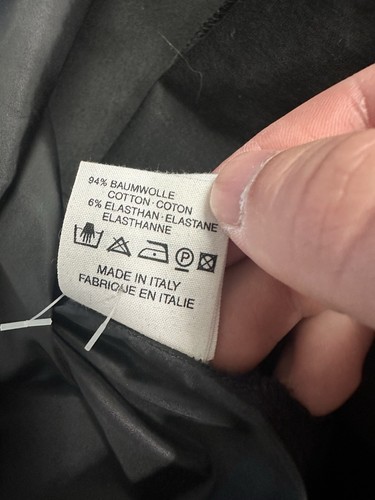 94% BAUMWOLLE
COTTON·COTON
6% ELASTHAN·ELASTANE
ELASTHANNE
P
MADE IN ITALY
FABRIQUE EN ITALIE